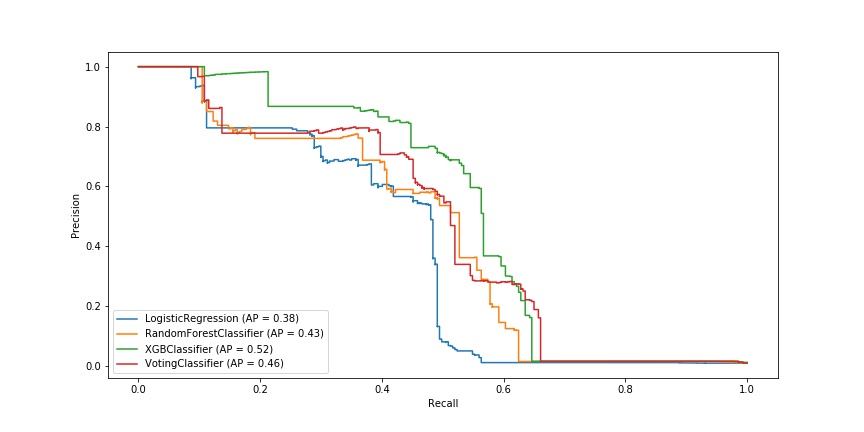 1.0
0.8
0.6
0.4
0.2
0.0
Precision
LogisticRegression (AP = 0.38)
RandomForestClassifier (AP = 0.43)
XGBClassifier (AP = 0.52)
VotingClassifier (AP = 0.46)
0.0 0.2 0.4 0.6 0.8 1.0
Recall